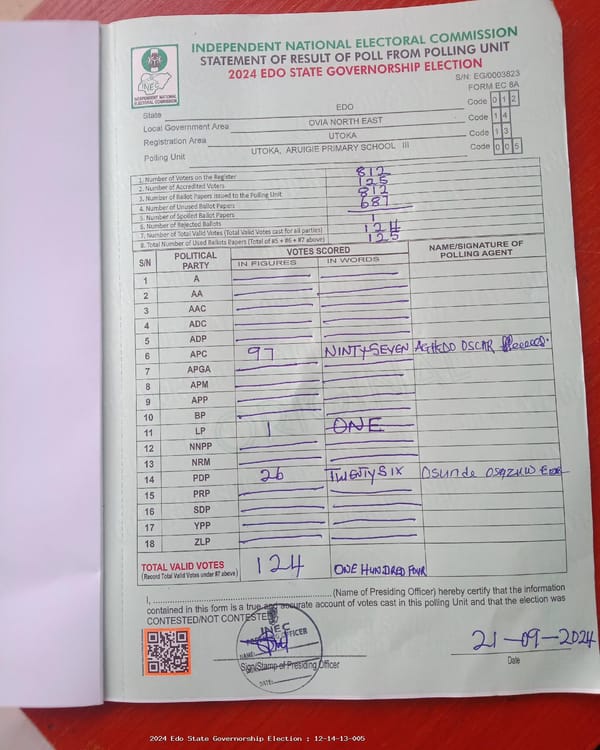 INDEPENDENT NATIONAL ELECTORAL COMMISSION
STATEMENT OF RESULT OF POLL FROM POLLING UNIT
2024 EDO STATE GOVERNORSHIP ELECTION
INEC
INDEPENDENT NATIONAL
ELECTORAL COMMISSION
S/N: EG/0003823
FORM EC 8A
State EDO Code 0 1 2
Local Government Area OVIA NORTH EAST Code 1 4
Registration Area UTOKA Code 1 3
Polling Unit UTOKA, ARUIGIE PRIMARY SCHOOL III Code 0 0 5
1. Number of Voters on the Register 812
2. Number of Accredited Voters 125
3. Number of Ballot Papers issued to the Polling Unit 812
4. Number of Unused Ballot Papers 687
5. Number of Spoiled Ballot Papers
6. Number of Rejected Ballots 1
7. Number of Total Valid Votes (Total Valid Votes cast for all parties) 124
8. Total Number of Used Ballots Papers (Total of #5 + #6 + #7 above) 125
S/N POLITICAL PARTY VOTES SCORED NAME/SIGNATURE OF POLLING AGENT
IN FIGURES IN WORDS
1 A
2 AA
3 AAC
4 ADC
5 ADP
6 APC 97 NINTY SEVEN OSCAR
7 APGA
8 APM
9 APP
10 BP
11 LP 1 ONE
12 NNPP
13 NRM
14 PDP 26 TWENTY SIX Osunde
15 PRP
16 SDP
17 YPP
18 ZLP
TOTAL VALID VOTES 124 ONE HUNDRED FOUR
(Record Total Valid Votes under #7 above)
I, (Name of Presiding Officer) hereby certify that the information
contained in this form is a true and accurate account of votes cast in this polling Unit and that the election was
CONTESTED/NOT CONTESTED
INEC
OFFICER
NAME:
DATE:
Sign/Stamp of Presiding Officer
21-09-2024
Date
2024 Edo State Governorship Election : 12-14-13-005